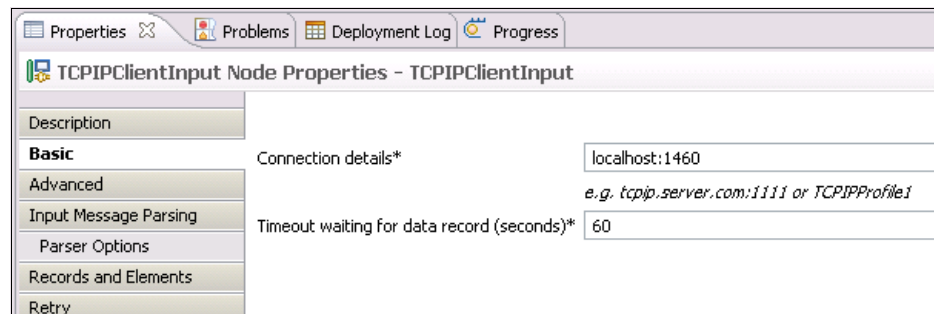 Properties Problems Deployment Log Progress
TCPIPClientInput Node Properties - TCPIPClientInput
Description
Basic
Connection details* localhost:1460
Advanced
e.g. tcpip.server.com:1111 or TCPIPProfile1
Input Message Parsing
Timeout waiting for data record (seconds)* 60
Parser Options
Records and Elements
Retry